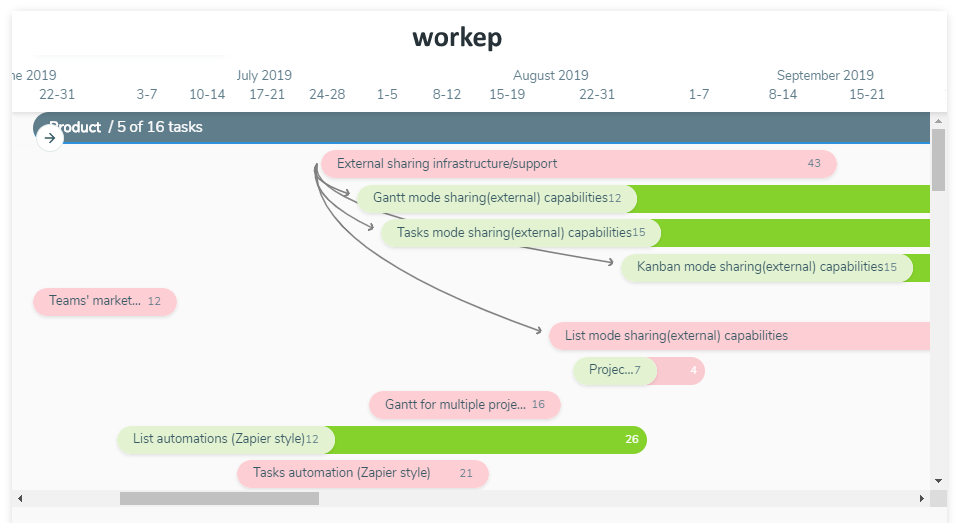 workep
ne 2019 July 2019 August 2019 September 2019
22-31 3-7 10-14 17-21 24-28 1-5 8-12 15-19 22-31 1-7 8-14 15-21
Product / 5 of 16 tasks
External sharing infrastructure/support 43
Gantt mode sharing(external) capabilities 12
Tasks mode sharing(external) capabilities 15
Kanban mode sharing(external) capabilities 15
Teams' market... 12
List mode sharing(external) capabilities
Projec... 7 4
Gantt for multiple proje... 16
List automations (Zapier style) 12 26
Tasks automation (Zapier style) 21